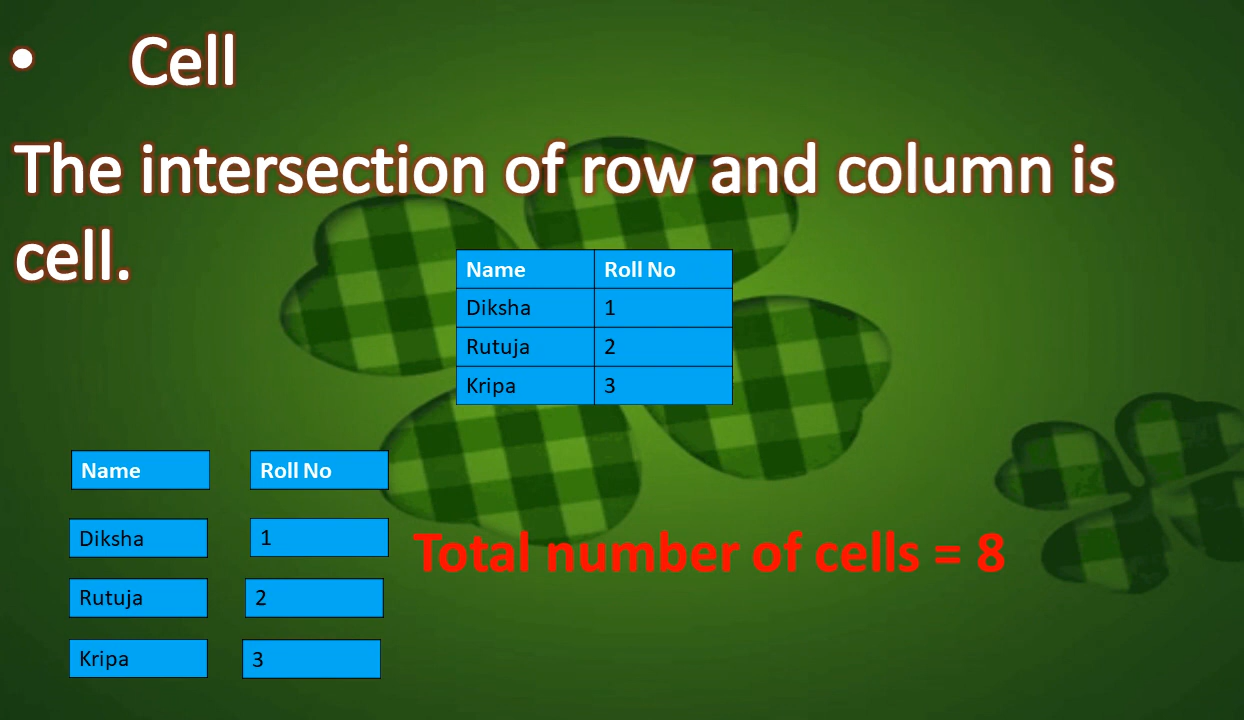 • Cell
The intersection of row and column is
cell.
Name Roll No
Diksha 1
Rutuja 2
Kripa 3
Name Roll No
Diksha 1
Rutuja 2
Kripa 3
Total number of cells = 8